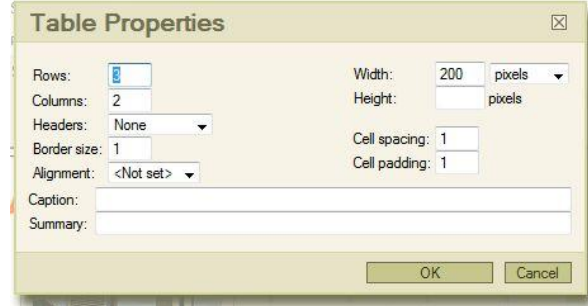 Table Properties
Rows: 3
Width: 200 pixels
Columns: 2
Height: pixels
Headers: None
Border size: 1
Cell spacing: 1
Alignment: <Not set>
Cell padding: 1
Caption:
Summary:
OK Cancel